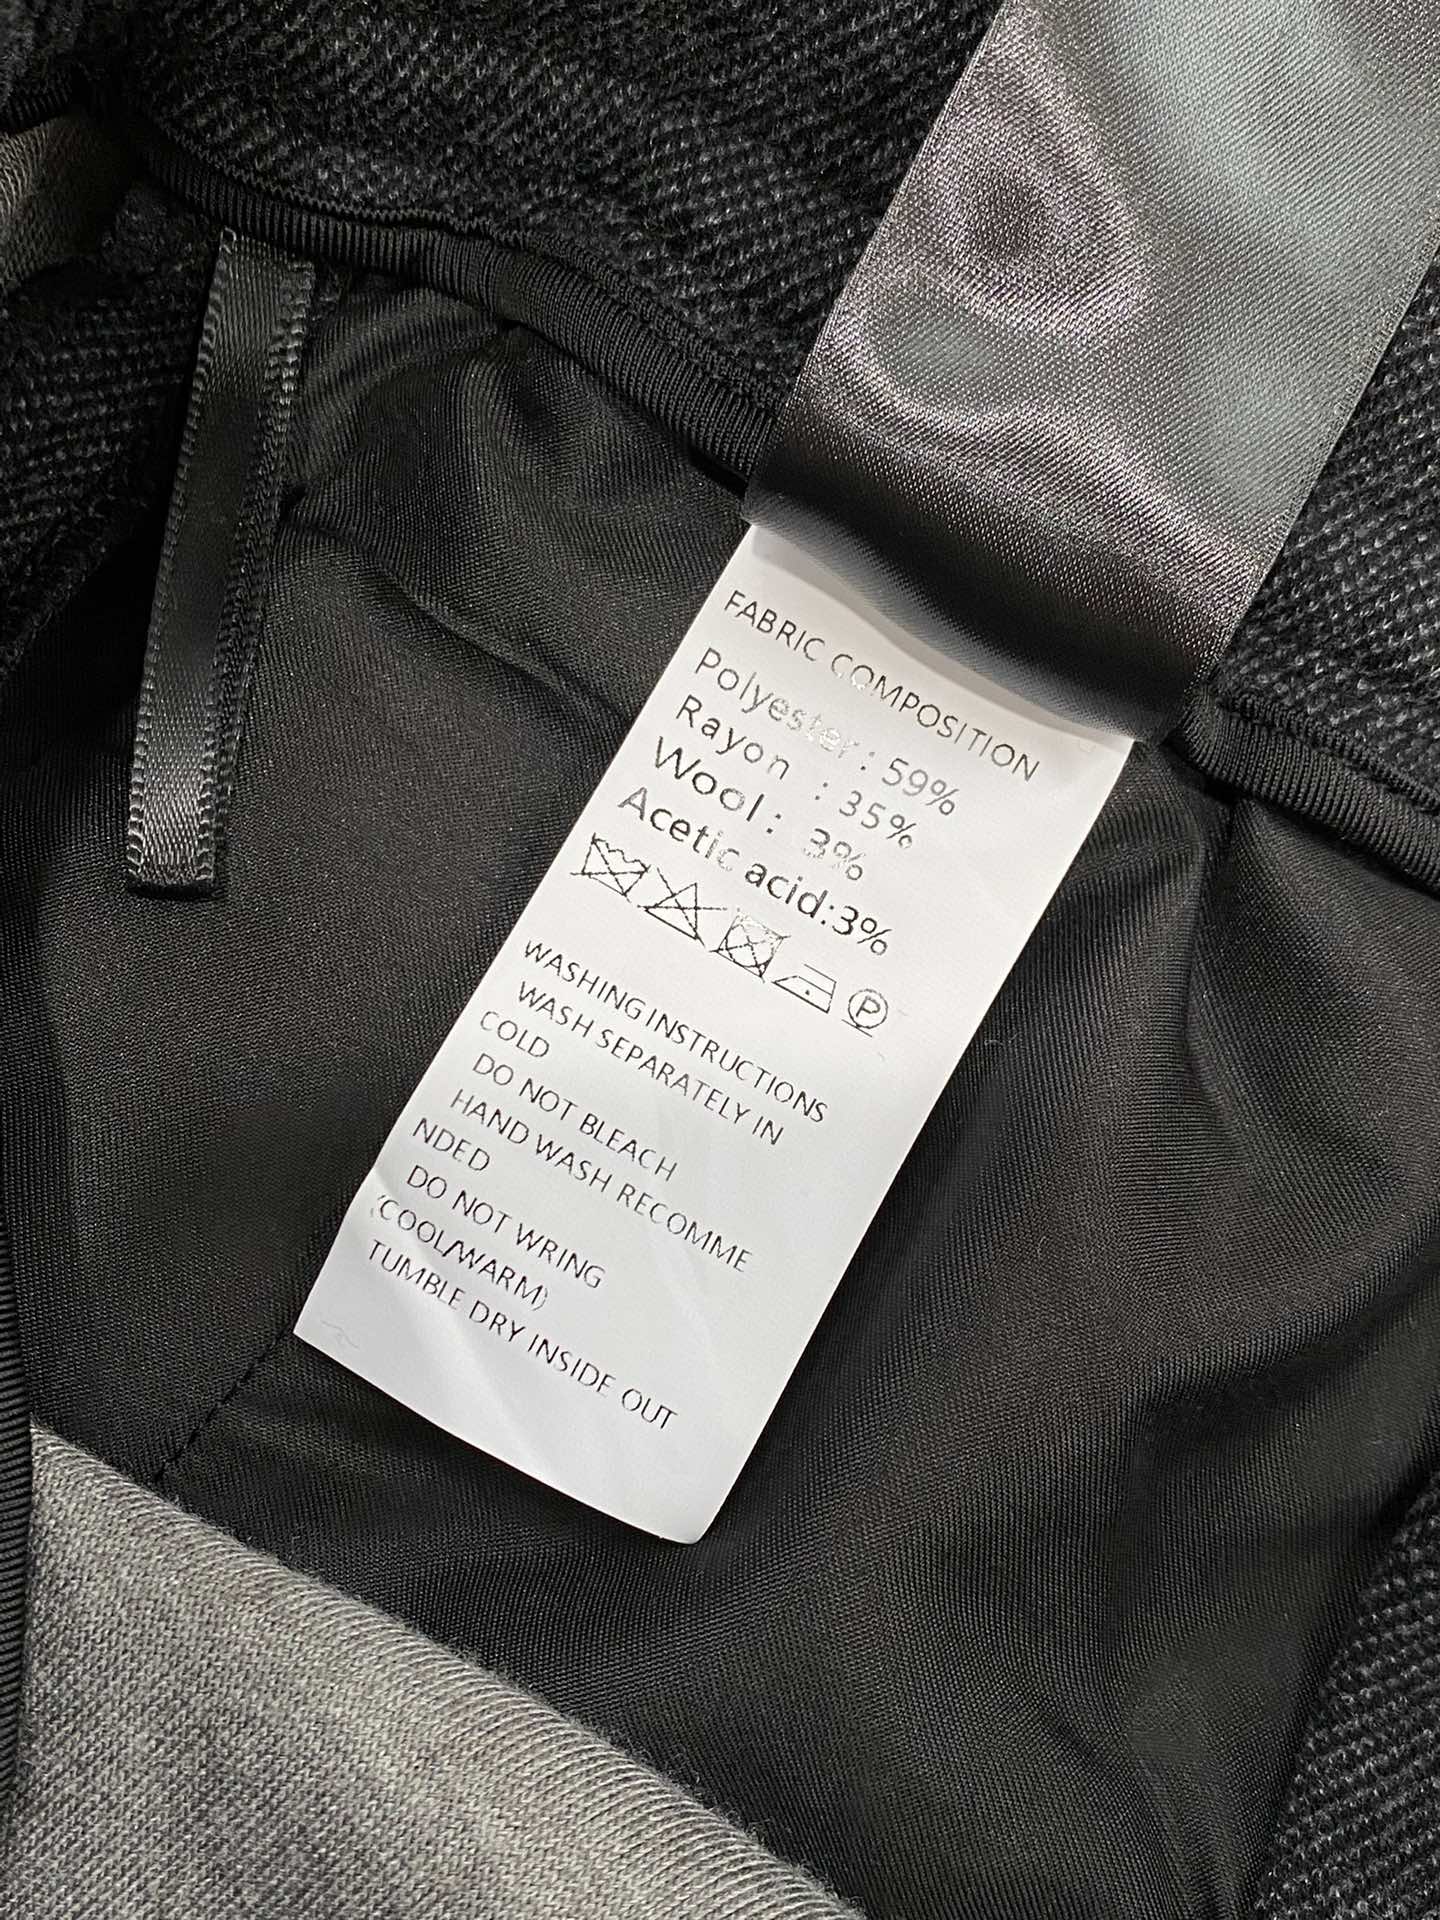 FABRIC COMPOSITION
Polyester: 59%
Rayon : 35%
Wool: 3%
Acetic acid:3%
P
WASHING INSTRUCTIONS
WASH SEPARATELY IN
COLD
DO NOT BLEACH
HAND WASH RECOMME
NDED
DO NOT WRING
(COOL/WARM)
TUMBLE DRY INSIDE OUT